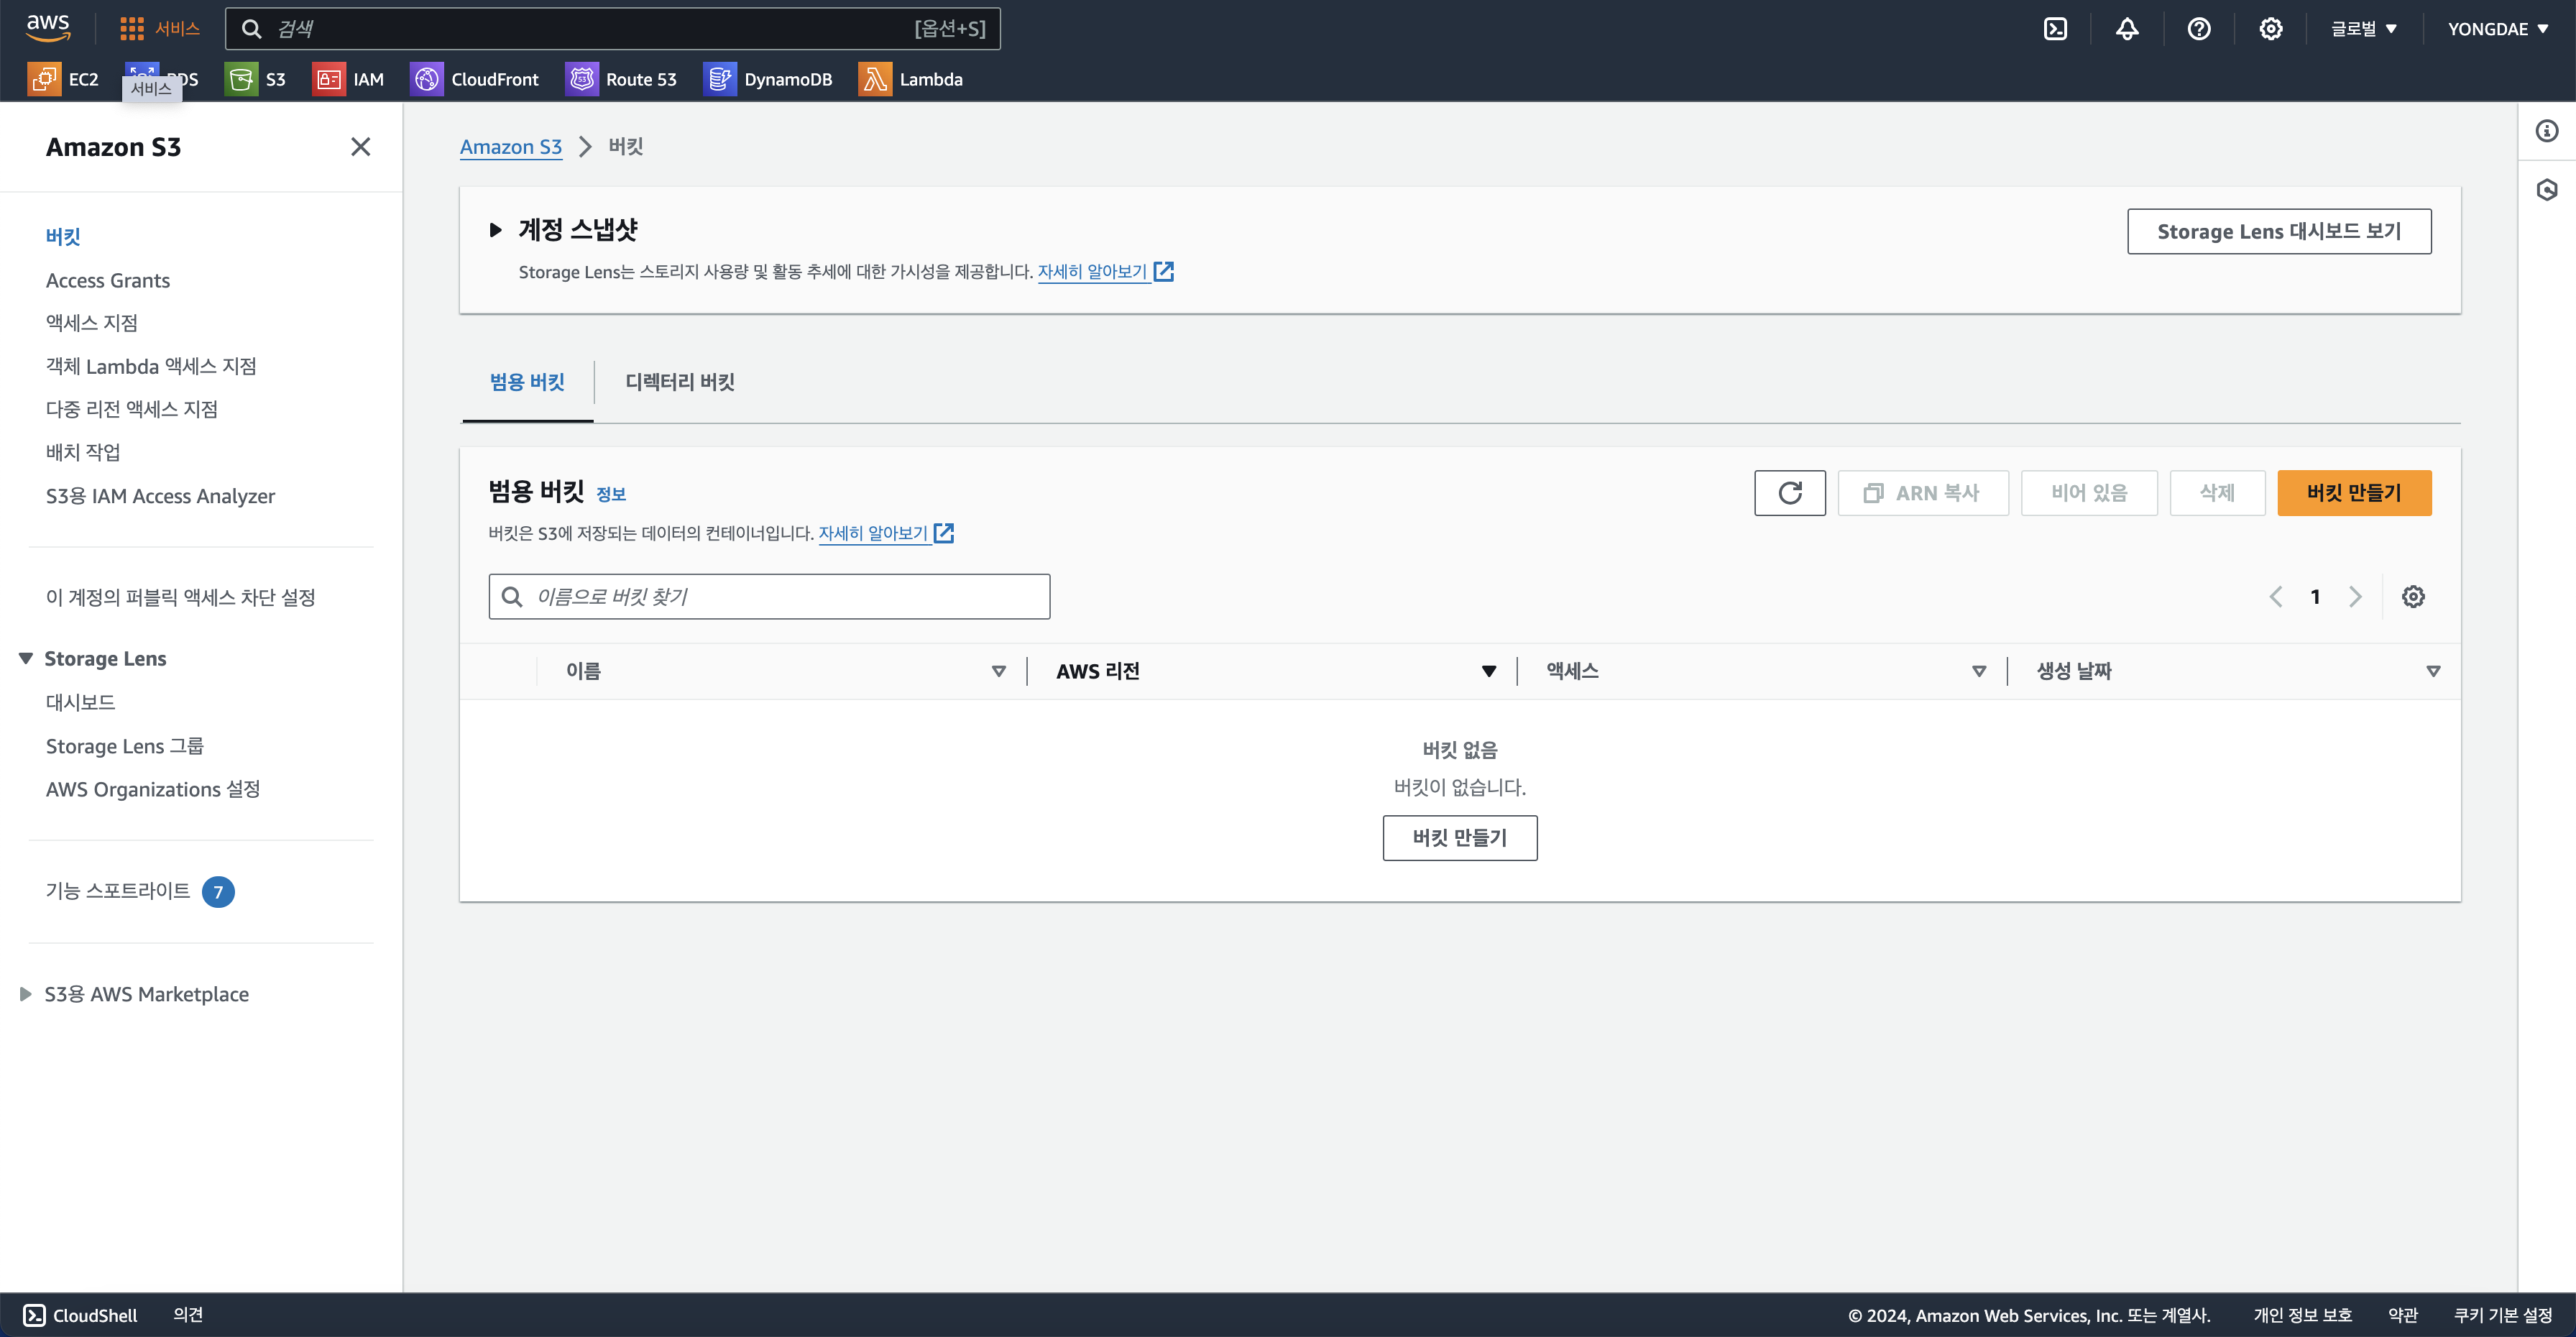 aws
서비스
검색
[옵션+S]
글로벌
YONGDAE
EC2
서비스
S3
IAM
CloudFront
Route 53
DynamoDB
Lambda
Amazon S3
버킷
Access Grants
액세스 지점
객체 Lambda 액세스 지점
다중 리전 액세스 지점
배치 작업
S3용 IAM Access Analyzer
이 계정의 퍼블릭 액세스 차단 설정
Storage Lens
대시보드
Storage Lens 그룹
AWS Organizations 설정
기능 스포트라이트 7
S3용 AWS Marketplace
Amazon S3 버킷
계정 스냅샷
Storage Lens 대시보드 보기
Storage Lens는 스토리지 사용량 및 활동 추세에 대한 가시성을 제공합니다. 자세히 알아보기
범용 버킷
디렉터리 버킷
범용 버킷 정보
ARN 복사
비어 있음
삭제
버킷 만들기
버킷은 S3에 저장되는 데이터의 컨테이너입니다. 자세히 알아보기
이름으로 버킷 찾기
1
이름
AWS 리전
액세스
생성 날짜
버킷 없음
버킷이 없습니다.
버킷 만들기
CloudShell
의견
© 2024, Amazon Web Services, Inc. 또는 계열사.
개인 정보 보호
약관
쿠키 기본 설정